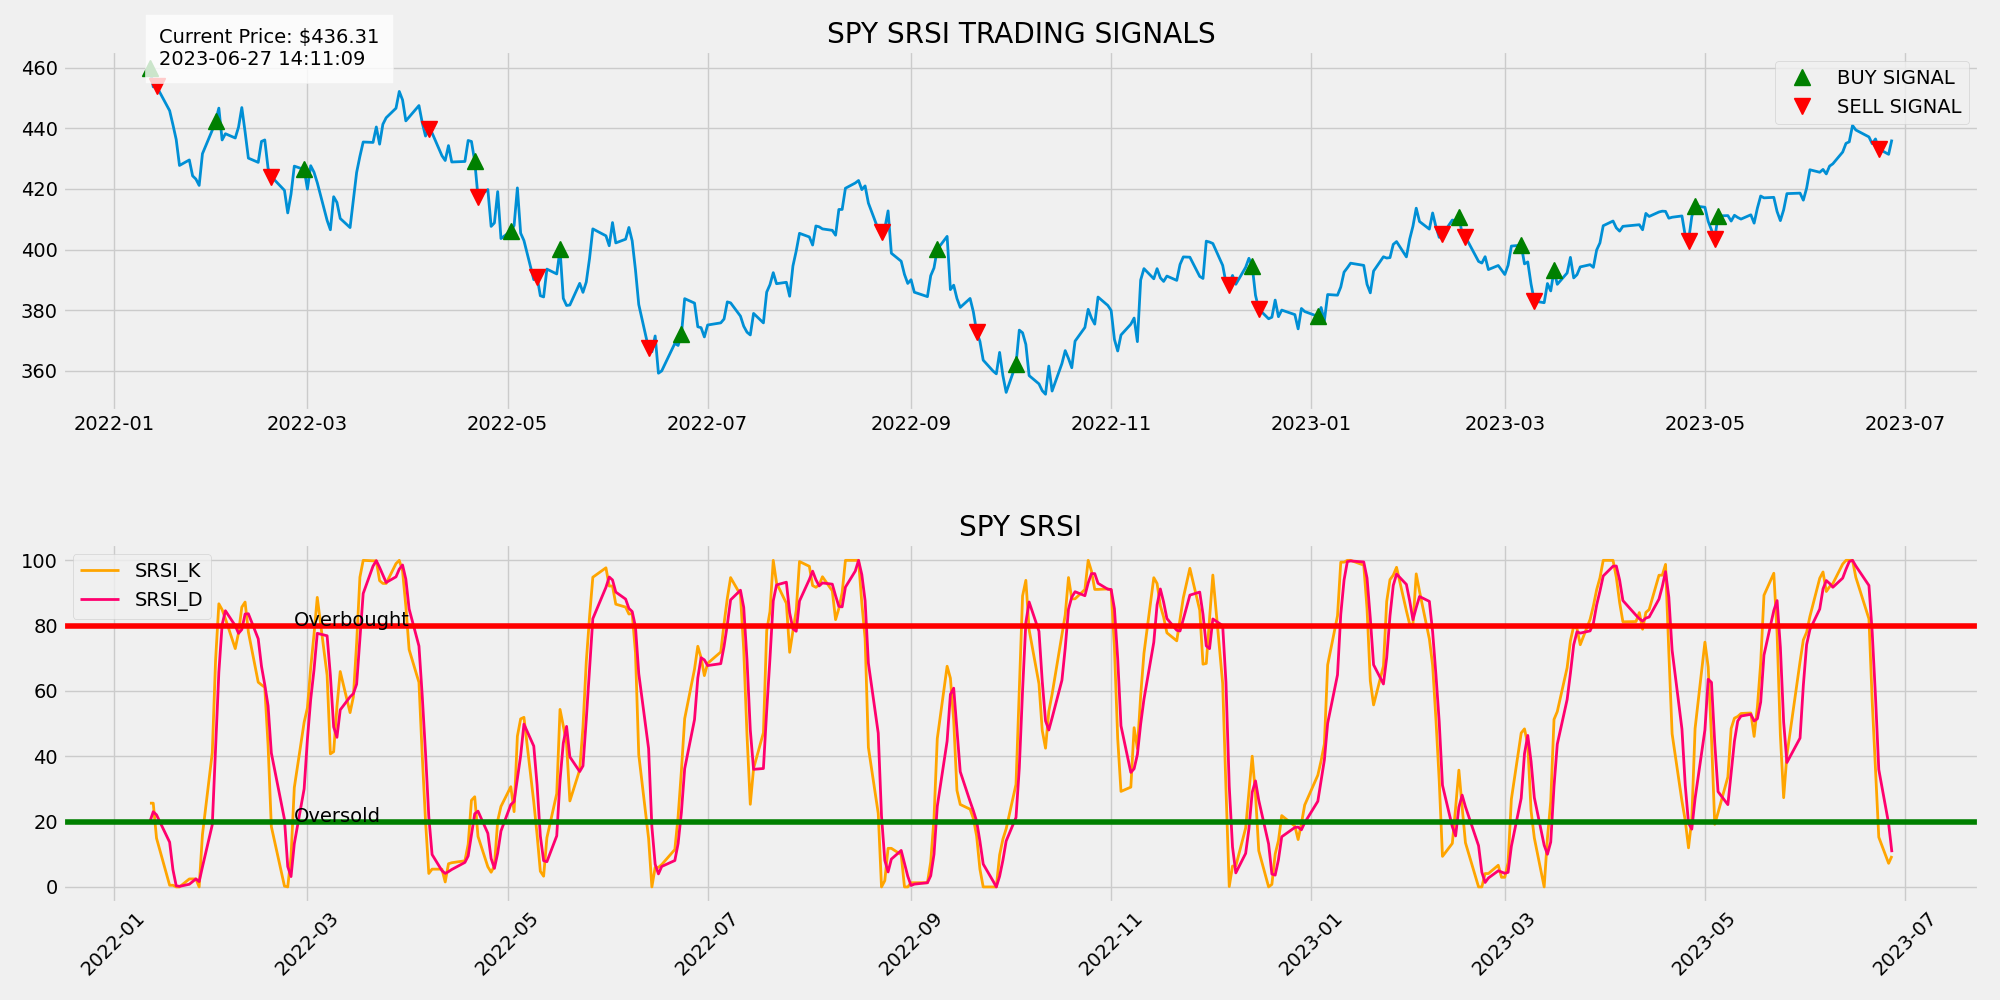 SPY SRSI TRADING SIGNALS
Current Price: $436.31
2023-06-27 14:11:09
BUY SIGNAL
SELL SIGNAL
460
440
420
400
380
360
2022-01 2022-03 2022-05 2022-07 2022-09 2022-11 2023-01 2023-03 2023-05 2023-07
SPY SRSI
SRSI_K
SRSI_D
100
80
60
40
20
0
Overbought
Oversold
2022-01 2022-03 2022-05 2022-07 2022-09 2022-11 2023-01 2023-03 2023-05 2023-07